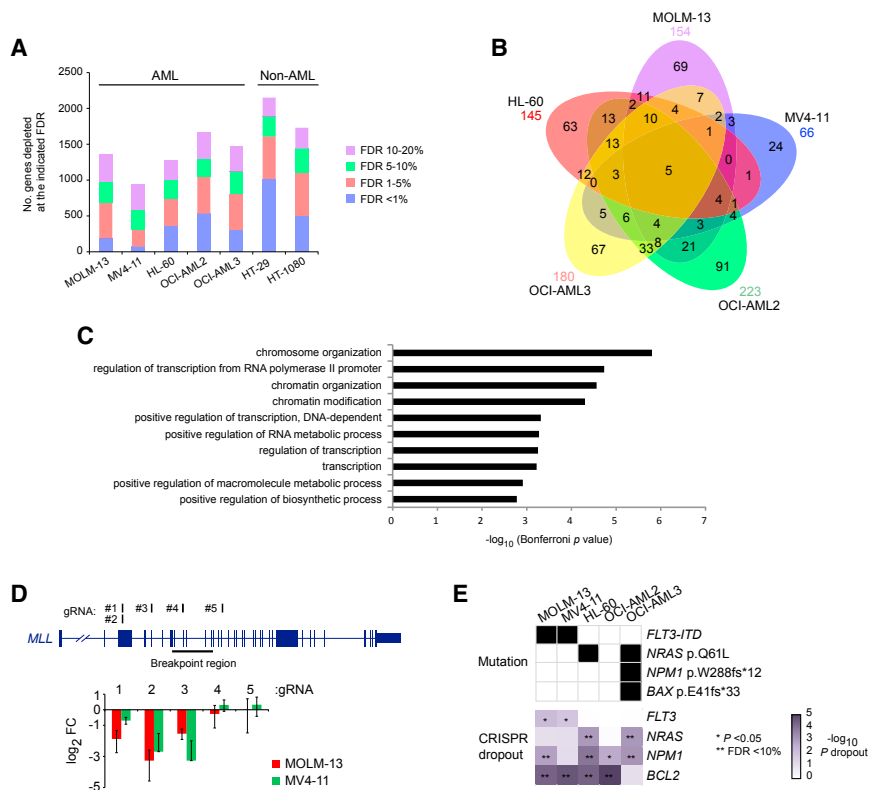 A
No. genes depleted
at the indicated FDR
2500
2000
1500
1000
500
0
AML
Non-AML
MOLM-13
MV4-11
HL-60
OCI-AML2
OCI-AML3
HT-29
HT-1080
FDR 10-20%
FDR 5-10%
FDR 1-5%
FDR <1%
B
MOLM-13
154
HL-60
145
MV4-11
66
OCI-AML3
180
223
OCI-AML2
69
11
7
2
4
2
3
13
10
1
63
24
13
0
12
0
3
5
1
5
6
4
4
1
4
3
67
33
8
21
91
C
chromosome organization
regulation of transcription from RNA polymerase II promoter
chromatin organization
chromatin modification
positive regulation of transcription, DNA-dependent
positive regulation of RNA metabolic process
regulation of transcription
transcription
positive regulation of macromolecule metabolic process
positive regulation of biosynthetic process
0 1 2 3 4 5 6 7
-log10 (Bonferroni p value)
D
gRNA: #1 #3 #4 #5
#2
MLL
Breakpoint region
1 2 3 4 5 :gRNA
log2 FC
1
0
-1
-3
-5
MOLM-13
MV4-11
E
MOLM-13
MV4-11
HL-60
OCI-AML2
OCI-AML3
Mutation
FLT3-ITD
NRAS p.Q61L
NPM1 p.W288fs*12
BAX p.E41fs*33
CRISPR
dropout
* * FLT3
** ** NRAS
** ** * ** NPM1
** ** ** ** BCL2
* P <0.05
** FDR <10%
5
4
3
2
1
0
-log10
P dropout